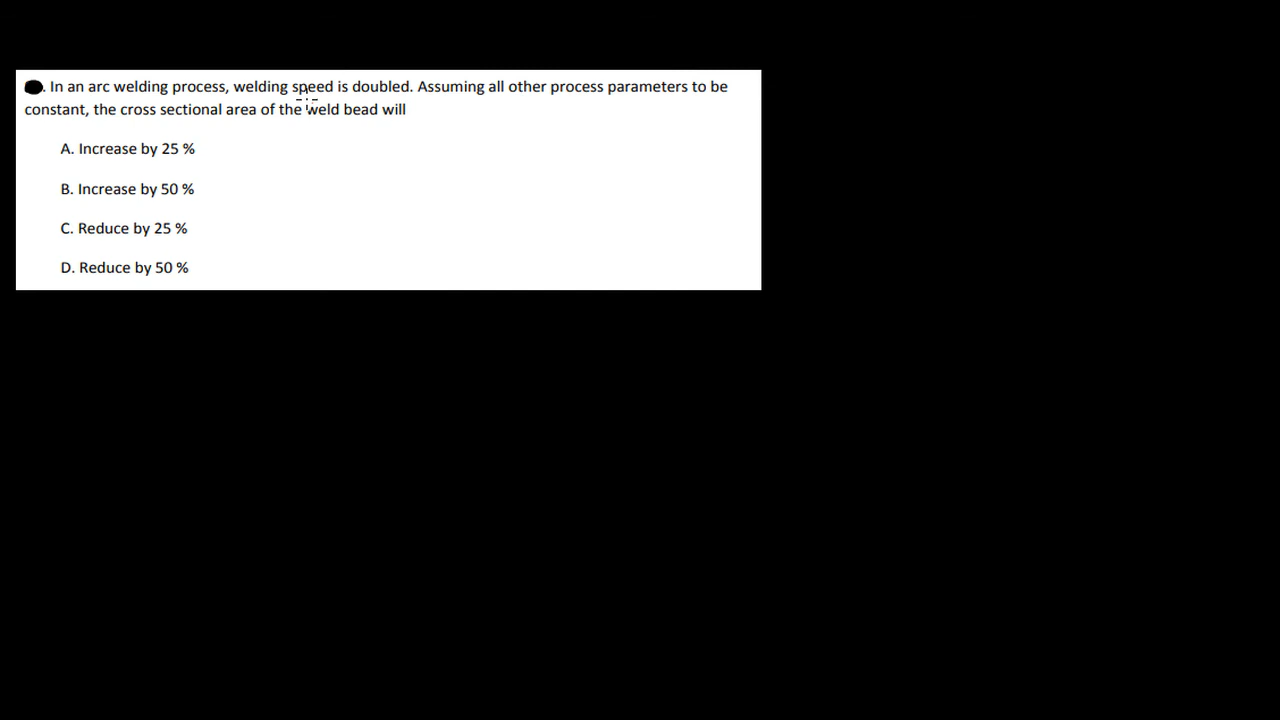 . In an arc welding process, welding speed is doubled. Assuming all other process parameters to be
constant, the cross sectional area of the weld bead will
A. Increase by 25 %
B. Increase by 50 %
C. Reduce by 25 %
D. Reduce by 50 %